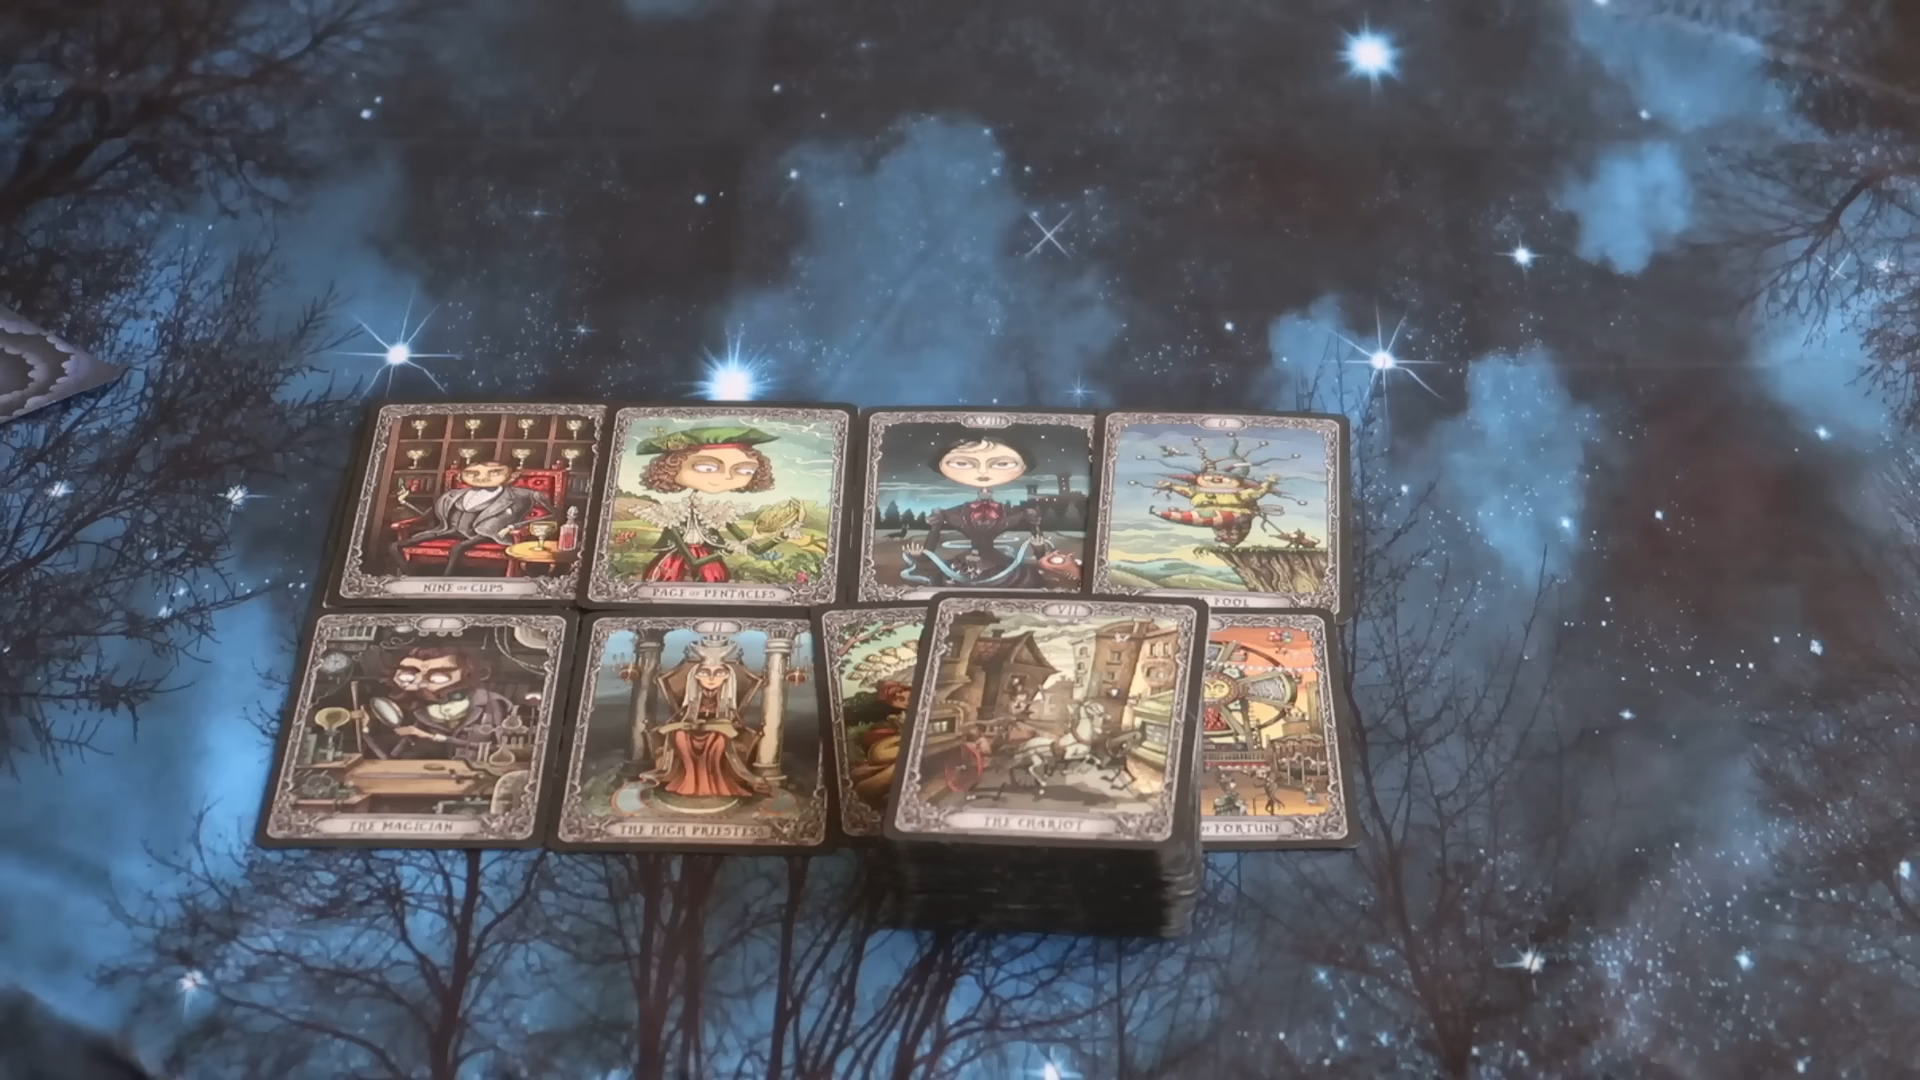 NINE OF CUPS
PAGE OF PENTACLES
XVIII
0
FOOL
I
THE MAGICIAN
II
THE HIGH PRIESTESS
VII
THE CHARIOT
OF FORTUNE